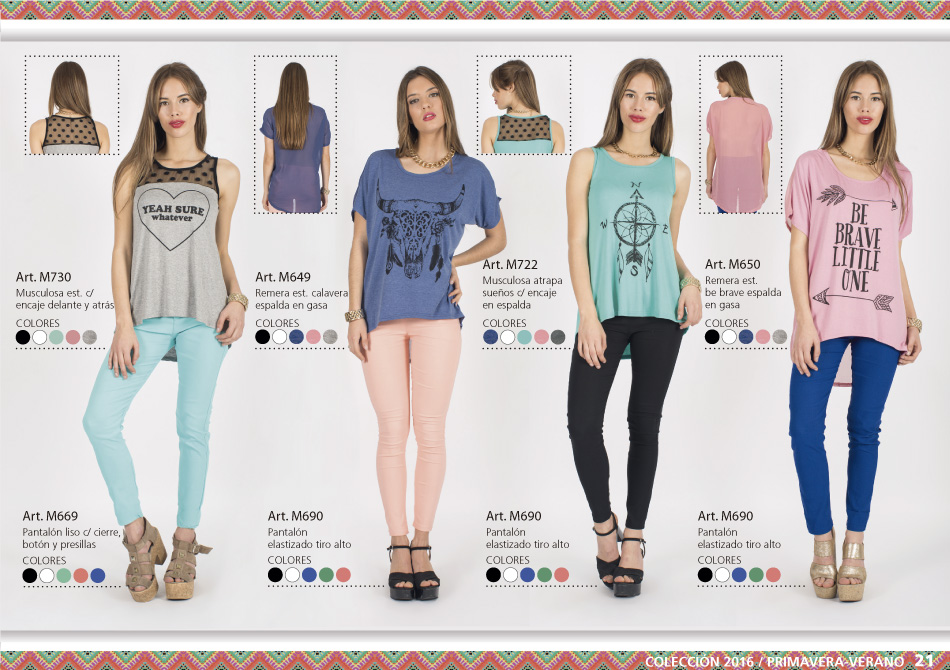 YEAH SURE
whatever
Art. M730
Musculosa est. c/
encaje delante y atrás
COLORES
Art. M649
Remera est. calavera
espalda en gasa
COLORES
N
W E
S
Art. M722
Musculosa atrapa
sueños c/ encaje
en espalda
COLORES
BE
BRAVE
LITTLE
ONE
Art. M650
Remera est.
be brave espalda
en gasa
COLORES
Art. M669
Pantalón liso c/ cierre,
botón y presillas
COLORES
Art. M690
Pantalón
elastizado tiro alto
COLORES
Art. M690
Pantalón
elastizado tiro alto
COLORES
Art. M690
Pantalón
elastizado tiro alto
COLORES
COLECCIÓN 2016 / PRIMAVERA-VERANO 21